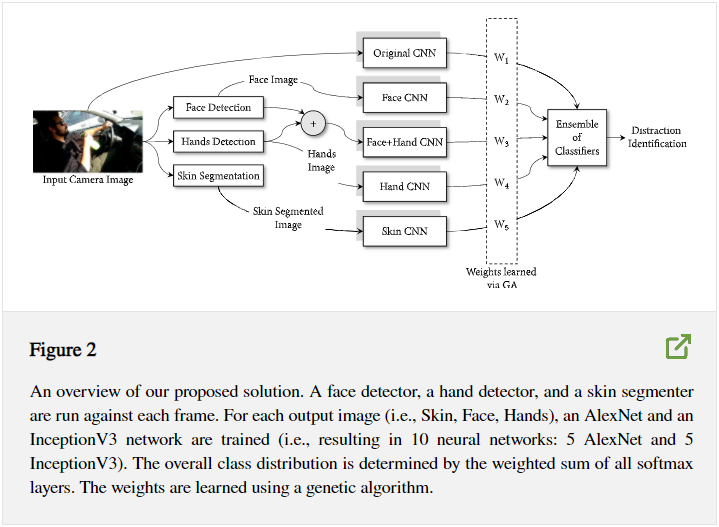 Original CNN
W1
Face Image
Face Detection
Face CNN
W2
Hands Detection
+
Face+Hand CNN
W3
Ensemble
of
Classifiers
Distraction
Identification
Hands
Image
Skin Segmentation
Hand CNN
W4
Input Camera Image
Skin Segmented
Image
Skin CNN
W5
Weights learned
via GA
Figure 2
An overview of our proposed solution. A face detector, a hand detector, and a skin segmenter
are run against each frame. For each output image (i.e., Skin, Face, Hands), an AlexNet and an
InceptionV3 network are trained (i.e., resulting in 10 neural networks: 5 AlexNet and 5
InceptionV3). The overall class distribution is determined by the weighted sum of all softmax
layers. The weights are learned using a genetic algorithm.